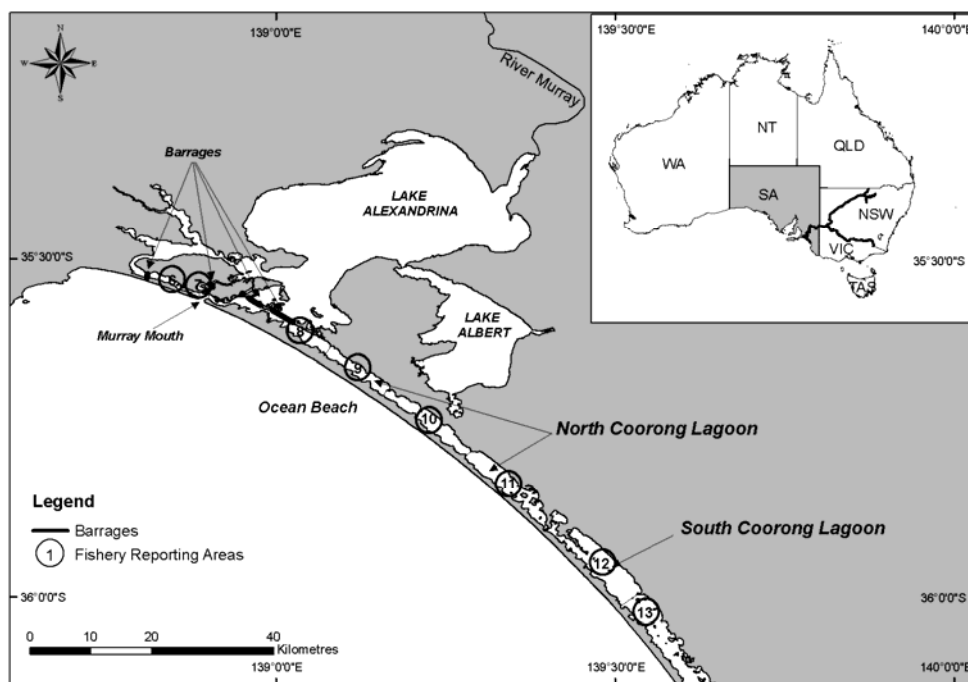 139°0'0"E
139°30'0"E
140°0'0"E
N
W
E
S
River Murray
Barrages
LAKE
ALEXANDRINA
WA
NT
QLD
SA
NSW
VIC
TAS
35°30'0"S
35°30'0"S
6
7
Murray Mouth
8
LAKE
ALBERT
9
Ocean Beach
10
North Coorong Lagoon
11
Legend
Barrages
1
Fishery Reporting Areas
South Coorong Lagoon
12
13
36°0'0"S
36°0'0"S
0
10
20
40
Kilometres
139°0'0"E
139°30'0"E
140°0'0"E